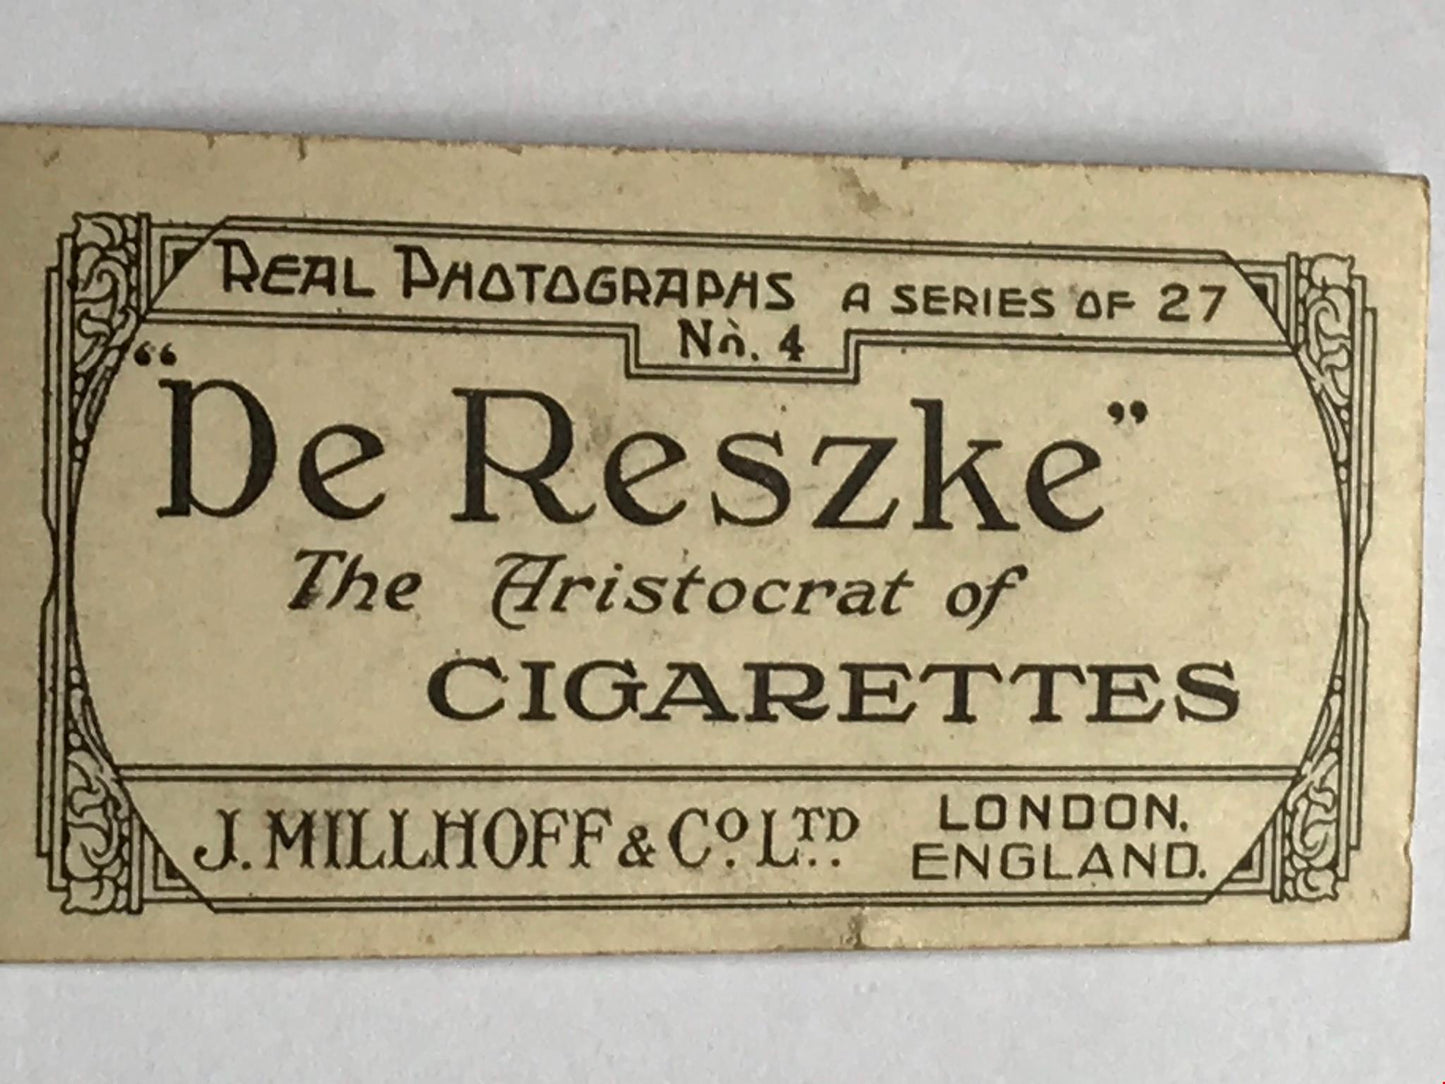 REAL PHOTOGRAPHS A SERIES OF 27
No. 4
"De Reszke"
The Aristocrat of
CIGARETTES
J. MILLHOFF & Co. LTD. LONDON,
ENGLAND.